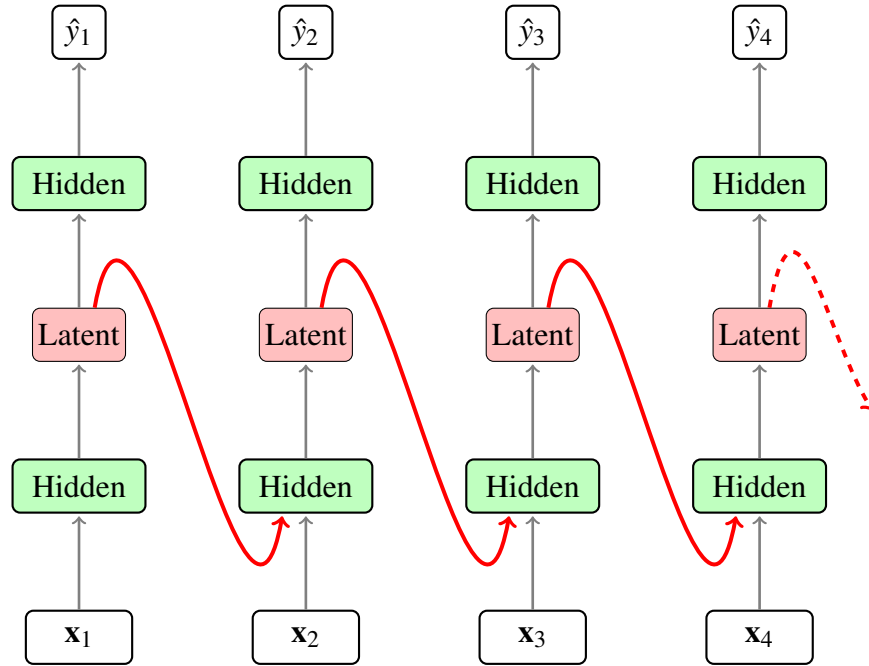 ŷ1 ŷ2 ŷ3 ŷ4
Hidden Hidden Hidden Hidden
Latent Latent Latent Latent
Hidden Hidden Hidden Hidden
x1 x2 x3 x4